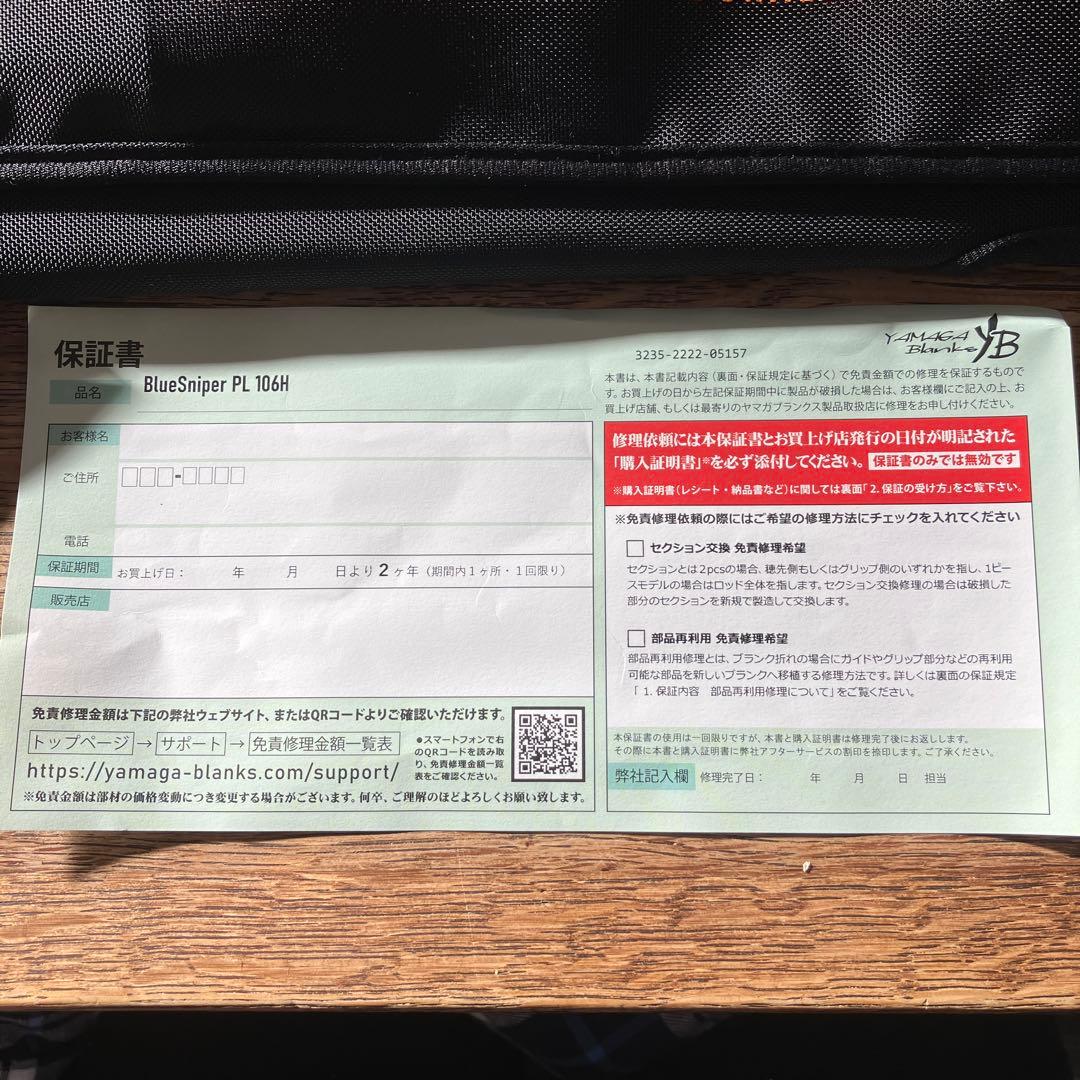 保証書
品名
BlueSniper PL 106H
お客様名
ご住所
電話
保証期間
お買上げ日： 年 月 日より2ヶ年（期間内1ヶ所・1回限り）
販売店
免責修理金額は下記の弊社ウェブサイト、またはQRコードよりご確認いただけます。
トップページ→サポート→免責修理金額一覧表
https://yamaga-blanks.com/support/
●スマートフォンで右
のQRコードを読み取
り、免責修理金額一覧
表をご確認ください。
※免責金額は部材の価格変動につき変更する場合がございます。何卒、ご理解のほどよろしくお願い致します。
3235-2222-05157
YAMAGA
Blanks
YB
本書は、本書記載内容（裏面・保証規定に基づく）で免責金額での修理を保証するもので
す。お買上げの日から左記保証期間中に製品が破損した場合は、お客様欄にご記入の上、お
買上げ店舗、もしくは最寄りのヤマガブランクス製品取扱店に修理をお申し付けください。
修理依頼には本保証書とお買上げ店発行の日付が明記された
「購入証明書」※を必ず添付してください。保証書のみでは無効です
※購入証明書（レシート・納品書など）に関しては裏面「2.保証の受け方」をご覧下さい。
※免責修理依頼の際にはご希望の修理方法にチェックを入れてください
□ セクション交換 免責修理希望
セクションとは2pcsの場合、穂先側もしくはグリップ側のいずれかを指し、1ピー
スモデルの場合はロッド全体を指します。セクション交換修理の場合は破損した
部分のセクションを新規で製造して交換します。
□ 部品再利用 免責修理希望
部品再利用修理とは、ブランク折れの場合にガイドやグリップ部分などの再利用
可能な部品を新しいブランクへ移植する修理方法です。詳しくは裏面の保証規定
「1.保証内容 部品再利用修理について」をご覧ください。
本保証書の使用は一回限りですが、本書と購入証明書は修理完了後にお返しします。
その際に本書と購入証明書に弊社アフターサービスの割印を捺印します。ご了承ください。
弊社記入欄 修理完了日： 年 月 日 担当